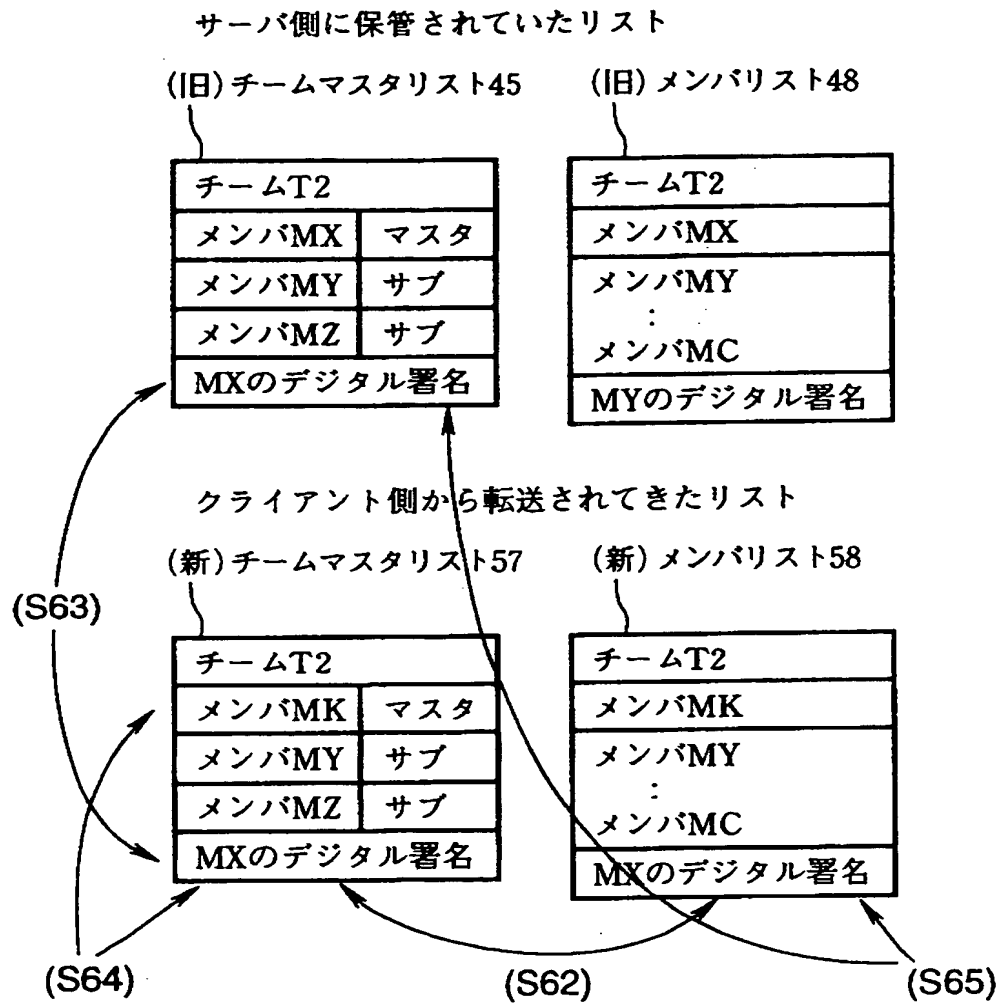 サーバ側に保管されていたリスト
(旧)チームマスタリスト45
(旧)メンバリスト48
チームT2
メンバMX マスタ
メンバMY サブ
メンバMZ サブ
MXのデジタル署名
チームT2
メンバMX
メンバMY
:
メンバMC
MYのデジタル署名
クライアント側から転送されてきたリスト
(新)チームマスタリスト57
(新)メンバリスト58
(S63)
チームT2
メンバMK マスタ
メンバMY サブ
メンバMZ サブ
MXのデジタル署名
チームT2
メンバMK
メンバMY
:
メンバMC
MXのデジタル署名
(S64)
(S62)
(S65)